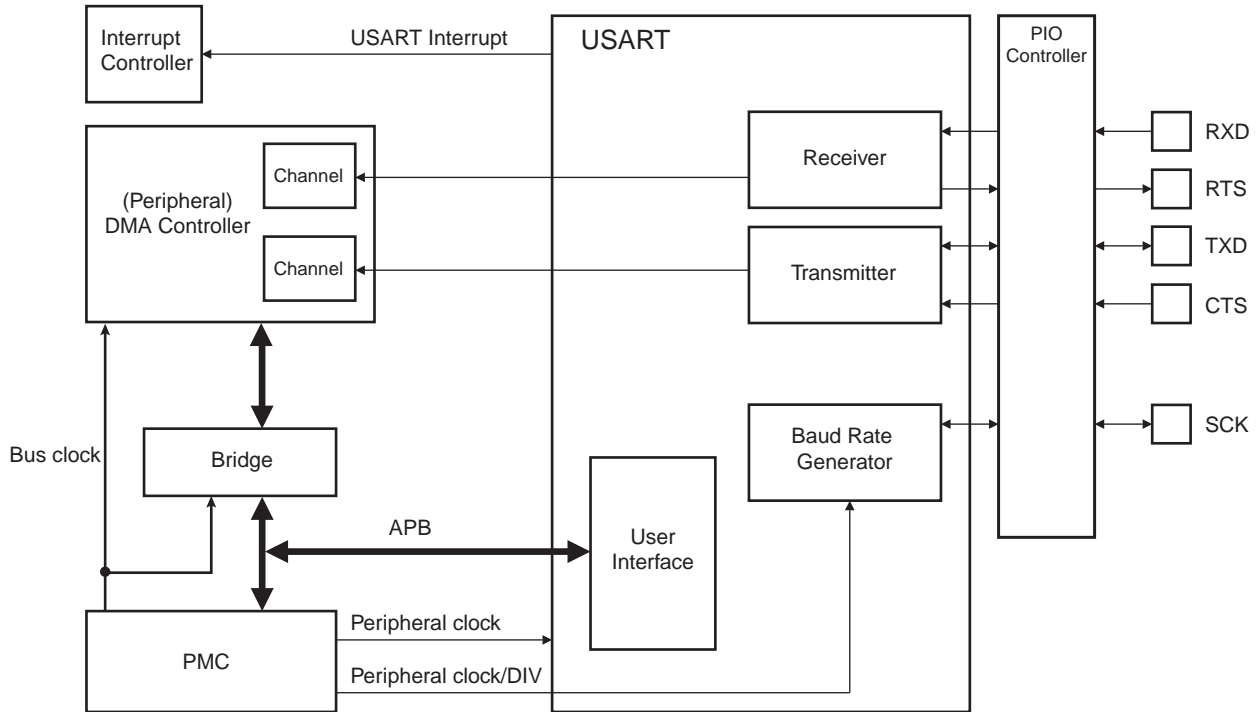 Interrupt
Controller
USART Interrupt
USART
PIO
Controller
Receiver
RXD
Channel
(Peripheral)
DMA Controller
RTS
TXD
Channel
Transmitter
CTS
Baud Rate
Generator
SCK
Bus clock
Bridge
APB
User
Interface
Peripheral clock
PMC
Peripheral clock/DIV